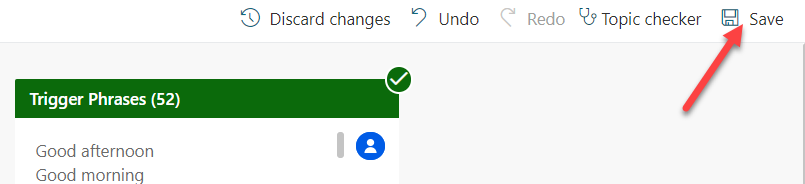 Discard changes Undo Redo Topic checker Save
Trigger Phrases (52)
Good afternoon
Good morning